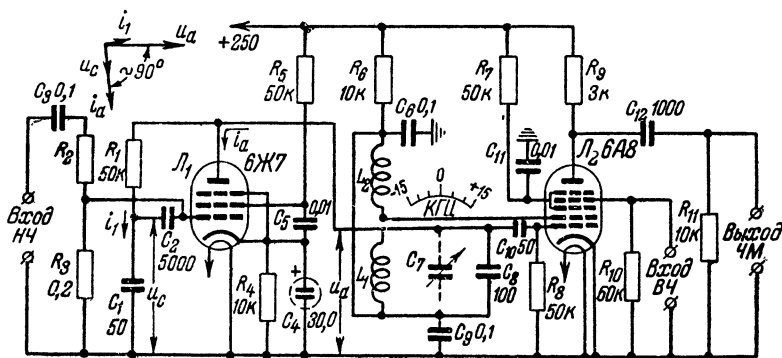 i₁
uₐ
u꜀
~90°
iₐ
+250
C₃ 0,1
R₂
R₁
50к
Вход
НЧ
R₃
0,2
i₁
C₁
50
C₂
5000
u꜀
Л₁
6Ж7
iₐ
R₄
10к
C₄
+
30,0
C₅
0,01
R₅
50к
uₐ
R₆
10к
C₆ 0,1
L₂
L₁
-15
0
+15
КГЦ
C₇
C₈
100
C₉ 0,1
C₁₀ 50
R₇
50к
C₁₁
0,01
R₉
3к
Л₂ 6А8
R₈
50к
R₁₀
60к
Вход
ВЧ
C₁₂ 1000
R₁₁
10к
Выход
ЧМ